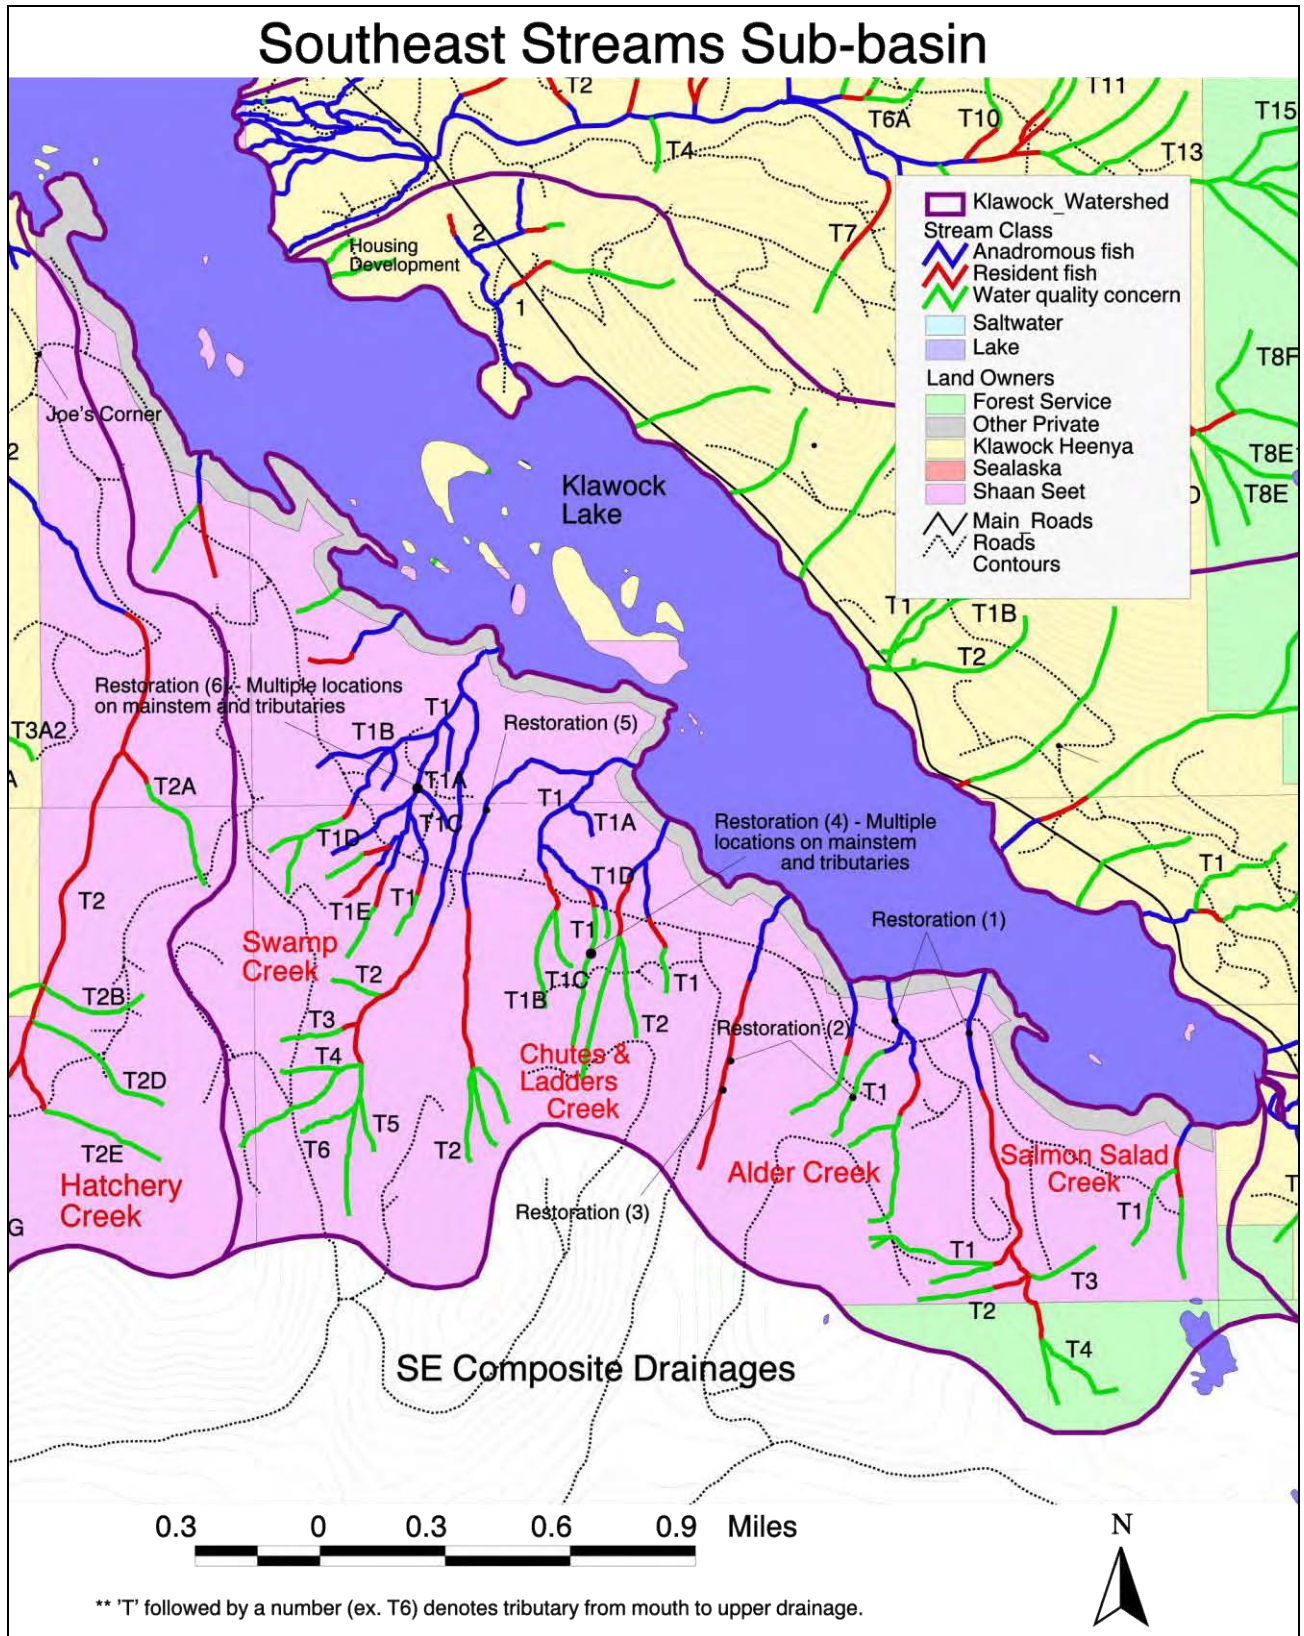 Southeast Streams Sub-basin
T2
T11
T6A
T10
T15
T4
T13
Klawock_Watershed
Stream Class
Anadromous fish
Resident fish
Water quality concern
Saltwater
Lake
Land Owners
Forest Service
Other Private
Klawock Heenya
Sealaska
Shaan Seet
Main_Roads
Roads
Contours
T7
2
Housing
Development
1
T8F
Joe's Corner
2
T8E
T8E
Klawock
Lake
T1
T1B
T2
Restoration (6) - Multiple locations
on mainstem and tributaries
T1
Restoration (5)
T1B
T3A2
T1A
T2A
T1
T1C
T1A
T1D
Restoration (4) - Multiple
locations on mainstem
and tributaries
T1
T1D
T2
T1E
T1
T1
Restoration (1)
Swamp
Creek
T2
T1C
T1
T2B
T1B
T3
T2
Restoration (2)
T4
Chutes &
Ladders
Creek
T2D
T1
T5
T2E
T6
T2
Salmon Salad
Creek
Alder Creek
Hatchery
Creek
T1
G
Restoration (3)
T1
T3
T2
T4
SE Composite Drainages
0.3 0 0.3 0.6 0.9 Miles
N
** 'T' followed by a number (ex. T6) denotes tributary from mouth to upper drainage.